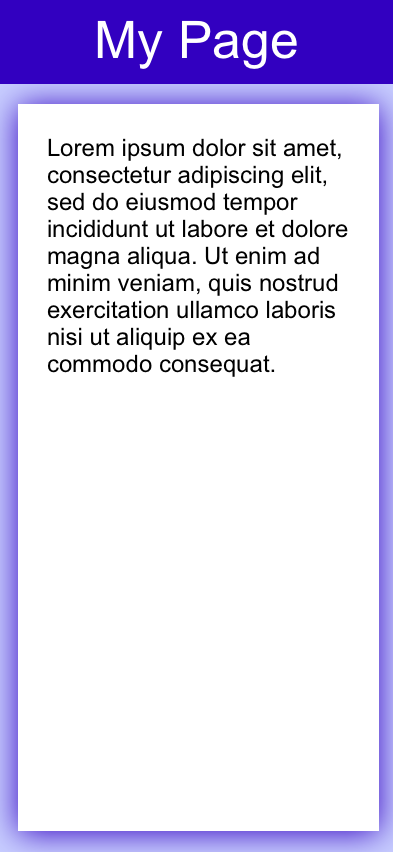 My Page
Lorem ipsum dolor sit amet,
consectetur adipiscing elit,
sed do eiusmod tempor
incididunt ut labore et dolore
magna aliqua. Ut enim ad
minim veniam, quis nostrud
exercitation ullamco laboris
nisi ut aliquip ex ea
commodo consequat.